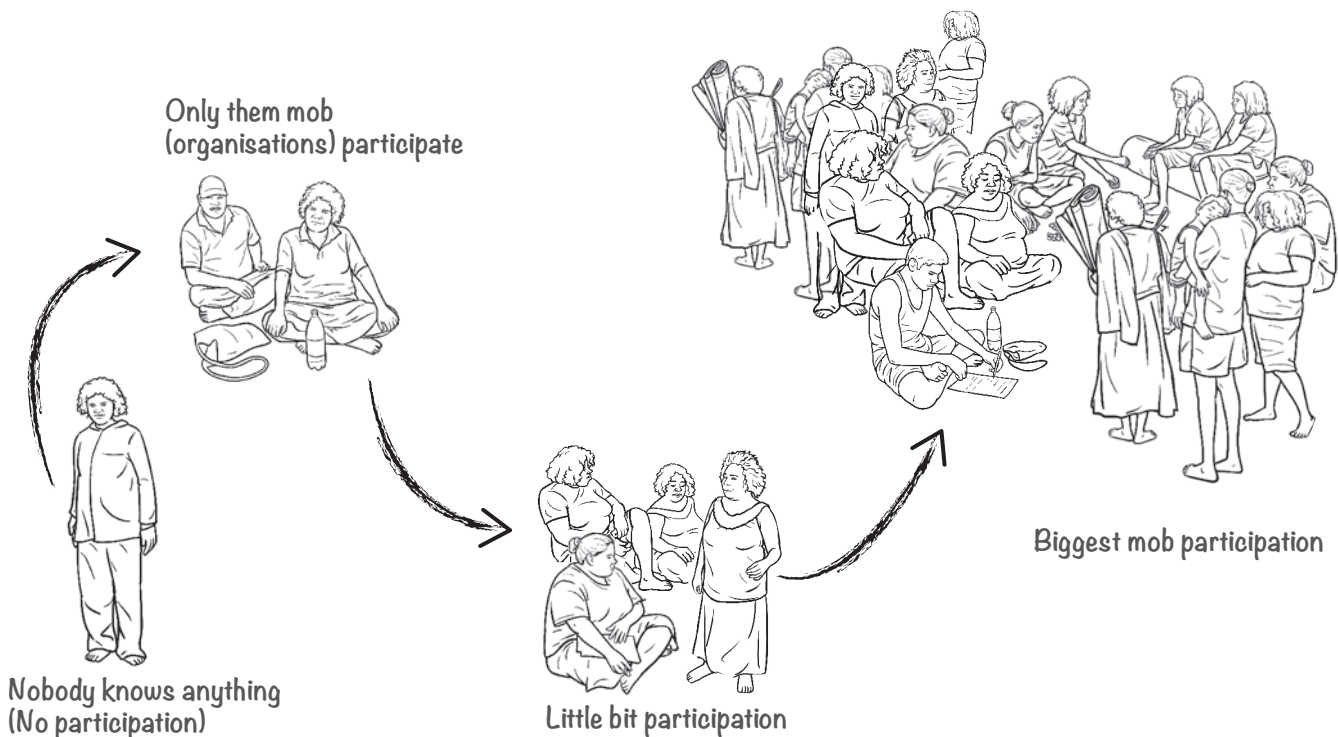 Only them mob
(organisations) participate
Nobody knows anything
(No participation)
Little bit participation
Biggest mob participation